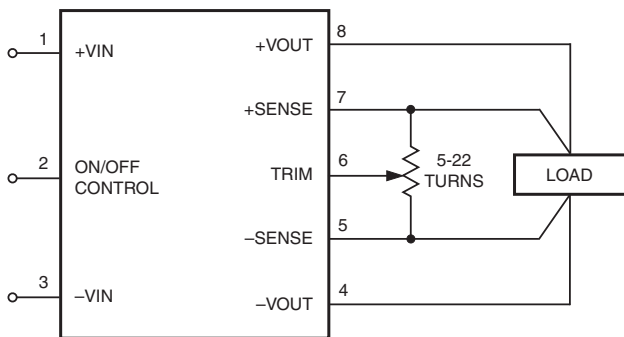 1
+VIN
2
ON/OFF
CONTROL
3
–VIN
+VOUT
8
+SENSE
7
TRIM
6
5-22
TURNS
–SENSE
5
–VOUT
4
LOAD